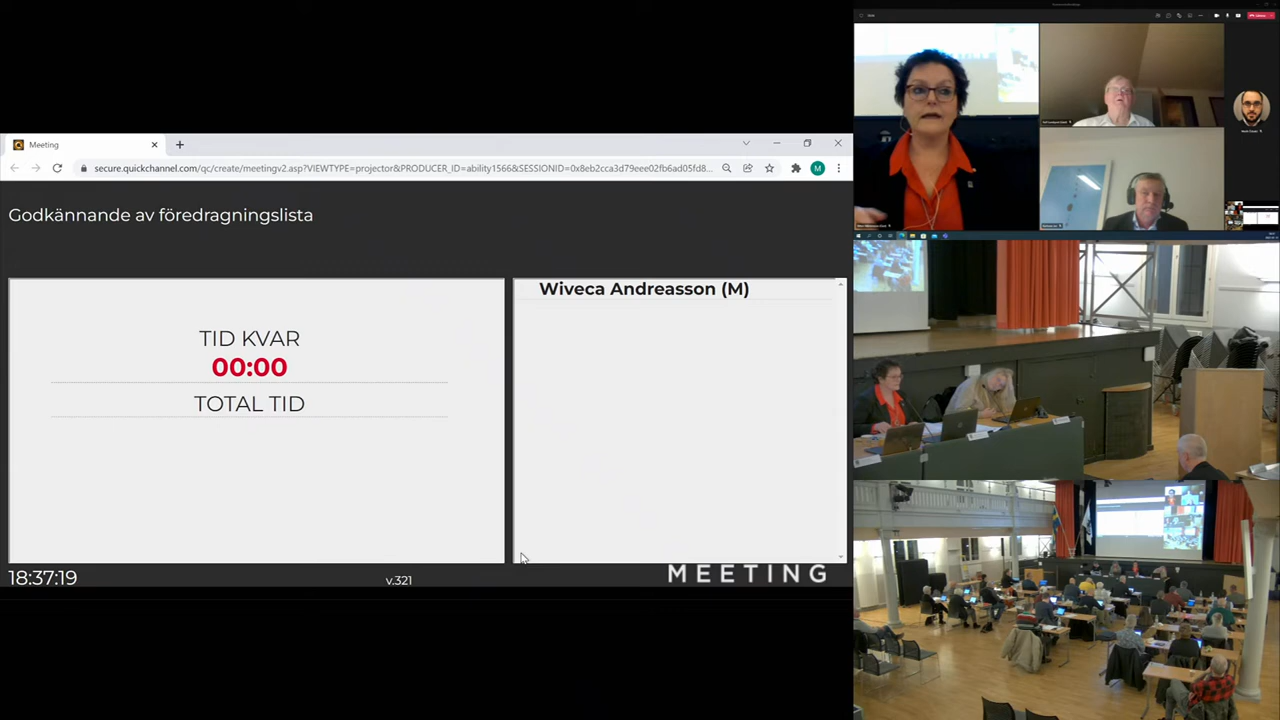 Meeting
secure.quickchannel.com/qc/create/meetingv2.asp?VIEWTYPE=projector&PRODUCER_ID=ability1566&SESSIONID=0x8eb2cca3d79eee02fb6ad05fd8...
M
Godkännande av föredragningslista
TID KVAR
00:00
TOTAL TID
Wiveca Andreasson (M)
18:37:19
v.321
MEETING